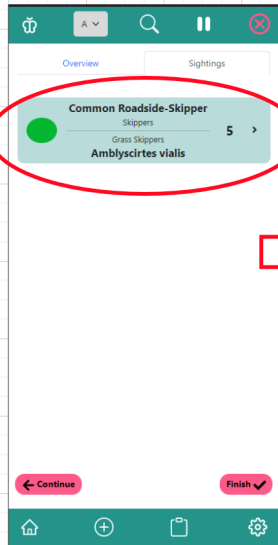 A
Overview
Sightings
Common Roadside-Skipper
Skippers
5
Grass Skippers
Amblyscirtes vialis
Continue
Finish